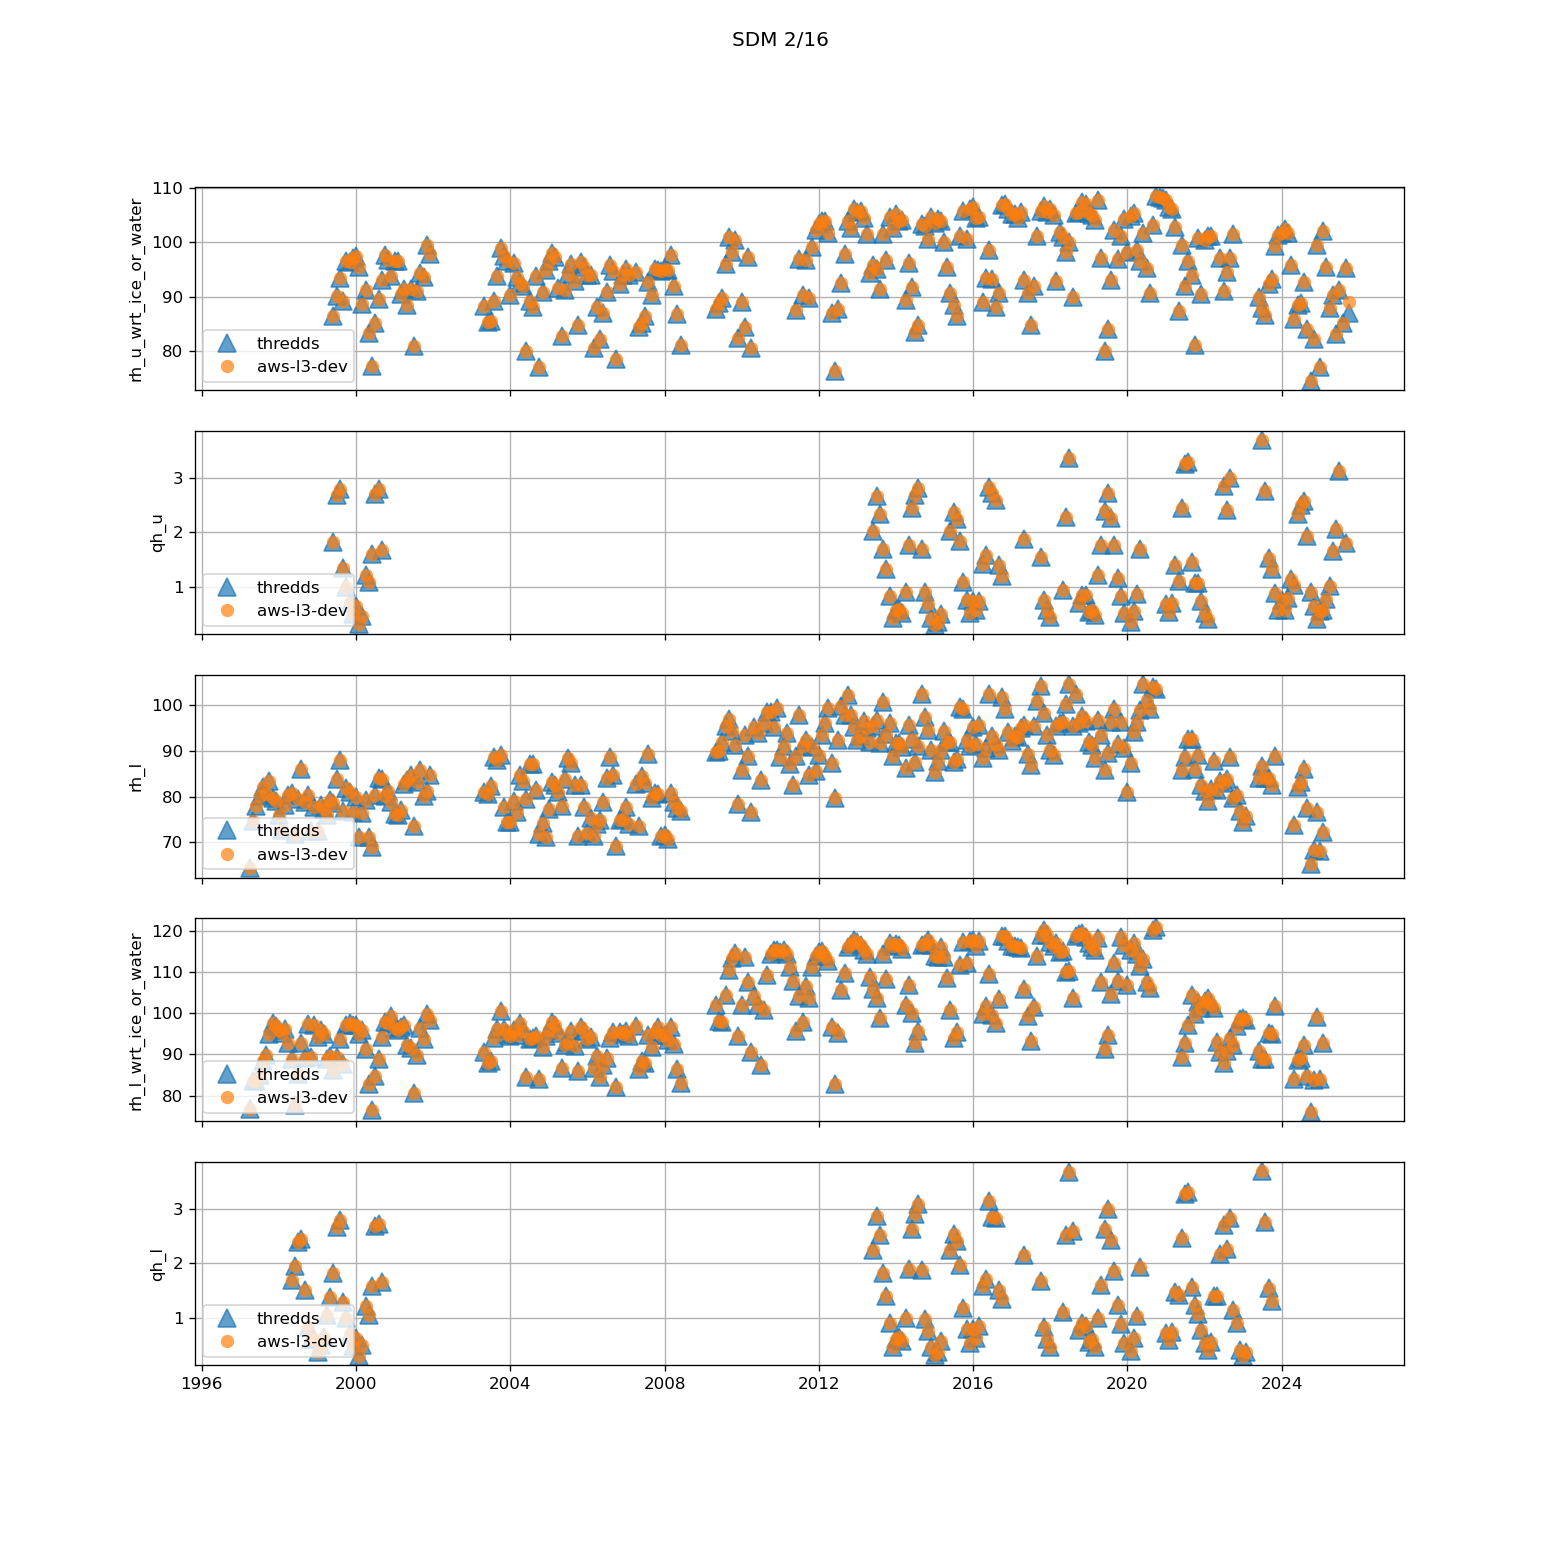 SDM 2/16
110
100
90
80
rh_u_wrt_ice_or_water
thredds
aws-l3-dev
3
2
1
qh_u
thredds
aws-l3-dev
100
90
80
70
rh_l
thredds
aws-l3-dev
120
110
100
90
80
rh_l_wrt_ice_or_water
thredds
aws-l3-dev
3
2
1
qh_l
thredds
aws-l3-dev
1996 2000 2004 2008 2012 2016 2020 2024